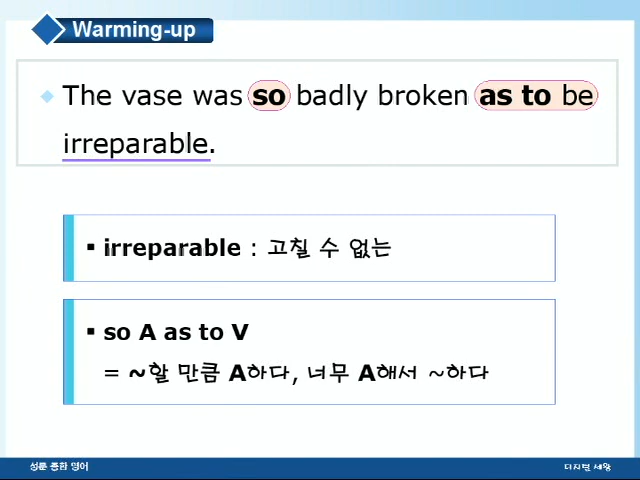 Warming-up
The vase was so badly broken as to be
irreparable.
▪ irreparable : 고칠 수 없는
▪ so A as to V
= ~할 만큼 A하다, 너무 A해서 ~하다
성문 종합 영어
디지털 세왕